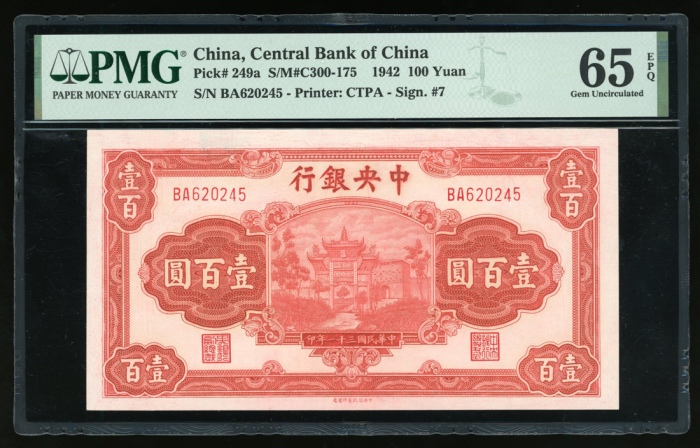 PMG
PAPER MONEY GUARANTY
China, Central Bank of China
Pick# 249a S/M#C300-175 1942 100 Yuan
S/N BA620245 - Printer: CTPA - Sign. #7
65 EPQ
Gem Uncirculated
壹百
行銀央中
壹百
BA620245
BA620245
圓百壹
圓百壹
印年一十三國民華中
百壹
百壹